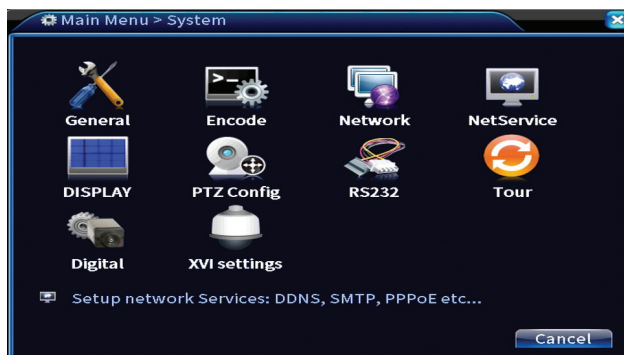 Main Menu > System
General Encode Network NetService
DISPLAY PTZ Config RS232 Tour
Digital XVI settings
Setup network Services: DDNS, SMTP, PPPoE etc...
Cancel